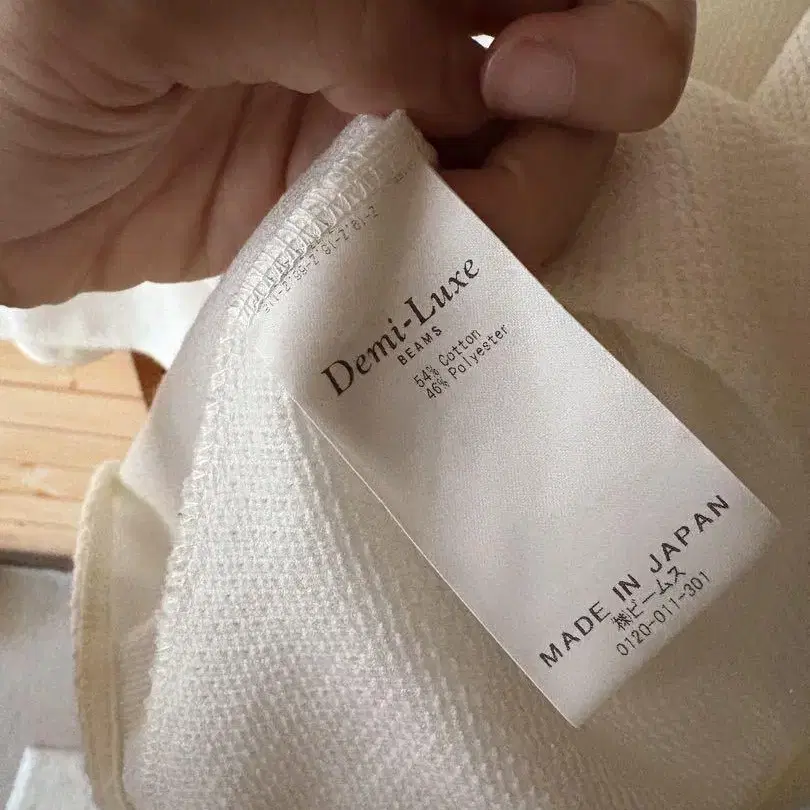 Demi-Luxe
BEAMS
54% Cotton
46% Polyester
MADE IN JAPAN
㈱ビームス
0120-011-301